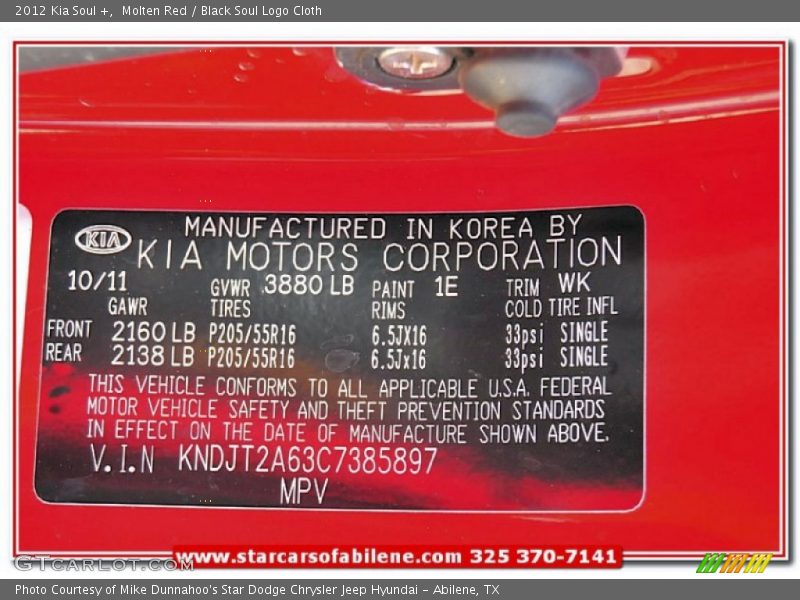 2012 Kia Soul +,  Molten Red / Black Soul Logo Cloth
KIA
MANUFACTURED IN KOREA BY
KIA MOTORS CORPORATION
10/11 GVWR 3880 LB PAINT 1E TRIM WK
GAWR TIRES RIMS COLD TIRE INFL
FRONT 2160 LB P205/55R16 6.5JX16 33psi SINGLE
REAR 2138 LB P205/55R16 6.5Jx16 33psi SINGLE
THIS VEHICLE CONFORMS TO ALL APPLICABLE U.S.A. FEDERAL
MOTOR VEHICLE SAFETY AND THEFT PREVENTION STANDARDS
IN EFFECT ON THE DATE OF MANUFACTURE SHOWN ABOVE.
V.I.N KNDJT2A63C7385897
MPV
www.starcarsofabilene.com 325 370-7141
GTcarlot.com
Photo Courtesy of Mike Dunnahoo's Star Dodge Chrysler Jeep Hyundai - Abilene, TX